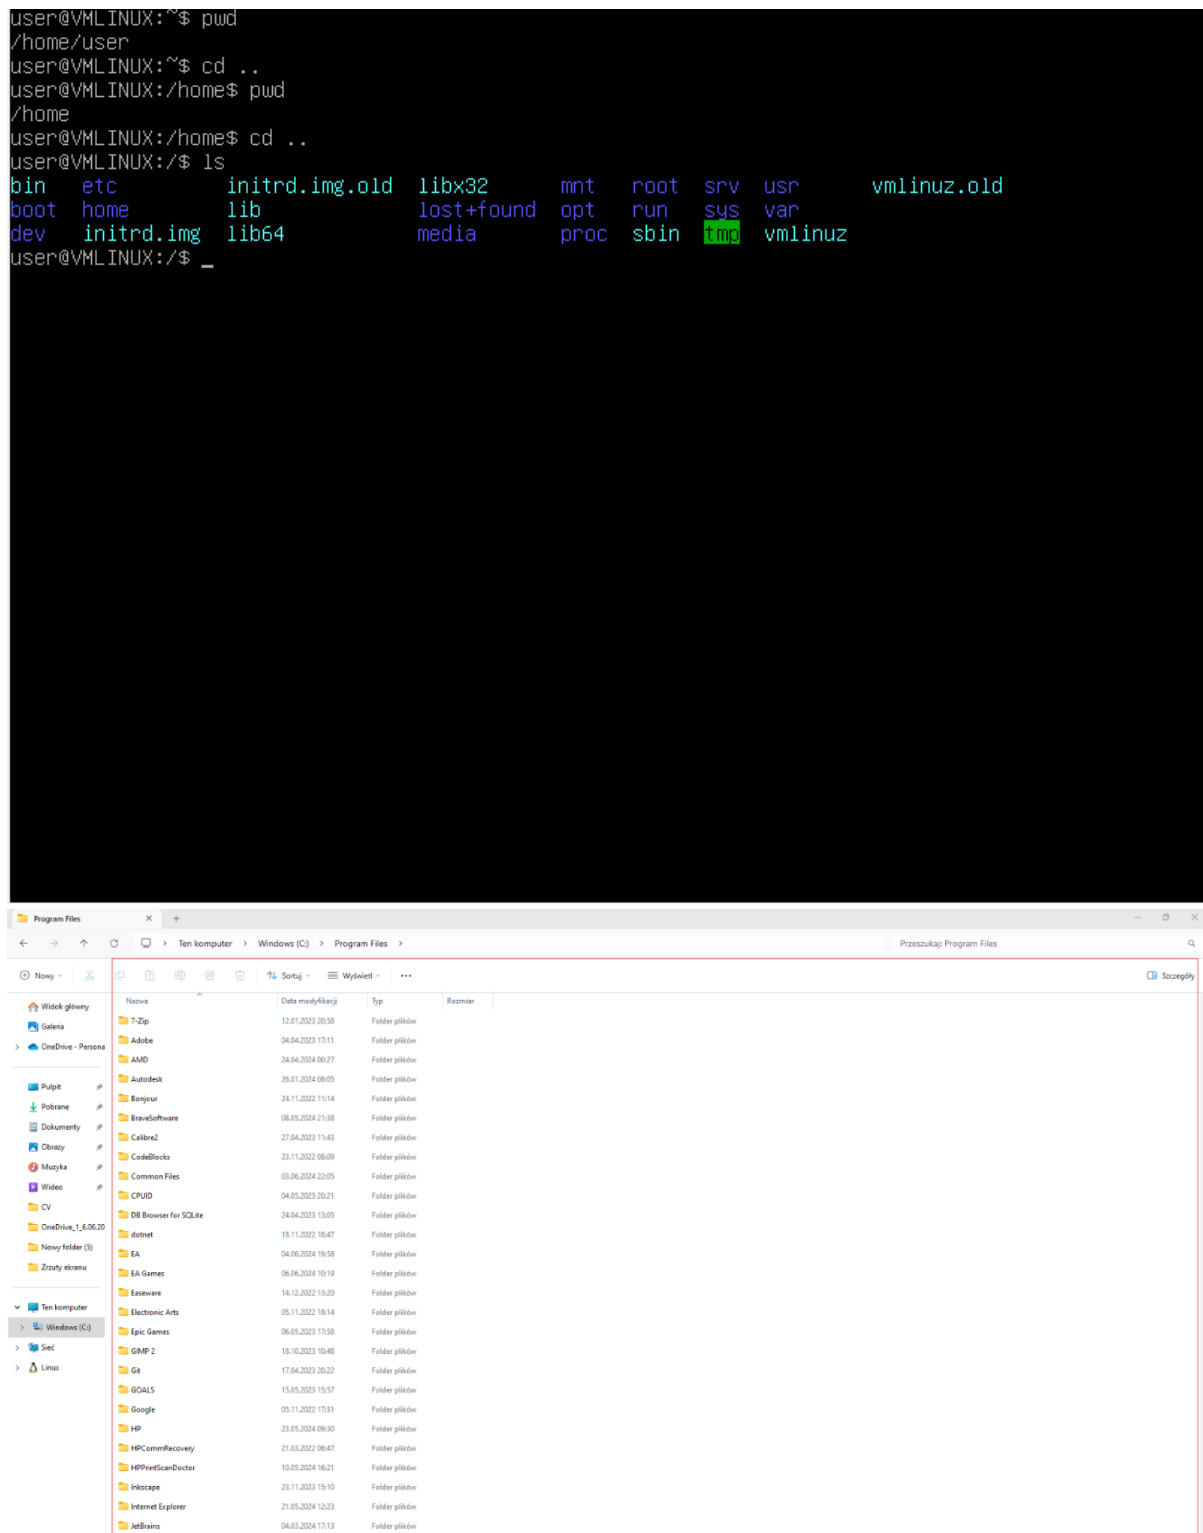 user@VMLINUX:~$ pwd
/home/user
user@VMLINUX:~$ cd ..
user@VMLINUX:/home$ pwd
/home
user@VMLINUX:/home$ cd ..
user@VMLINUX:/$ ls
bin etc initrd.img.old libx32 mnt root srv usr vmlinuz.old
boot home lib lost+found opt run sys var
dev initrd.img lib64 media proc sbin tmp vmlinuz
user@VMLINUX:/$ _
Program Files
Ten komputer > Windows (C:) > Program Files >
Przeszukaj: Program Files
Nowy
Sortuj
Wyświetl
...
Szczegóły
Widok główny
Galeria
OneDrive - Persona
Pulpit
Pobrane
Dokumenty
Obrazy
Muzyka
Wideo
CV
OneDrive_1_6.06.20
Nowy folder (5)
Zrzuty ekranu
Ten komputer
Windows (C:)
Sieć
Linux
Nazwa Data modyfikacji Typ Rozmiar
7-Zip 12.01.2023 20:58 Folder plików
Adobe 04.04.2023 17:11 Folder plików
AMD 24.04.2024 00:27 Folder plików
Autodesk 26.01.2024 06:05 Folder plików
Bonjour 24.11.2022 11:14 Folder plików
BraveSoftware 08.05.2024 21:38 Folder plików
Calibre2 27.04.2023 11:43 Folder plików
CodeBlocks 23.11.2022 08:09 Folder plików
Common Files 03.06.2024 22:05 Folder plików
CPUID 04.05.2023 20:21 Folder plików
DB Browser for SQLite 24.04.2023 13:05 Folder plików
dotnet 18.11.2022 18:47 Folder plików
EA 04.06.2024 19:58 Folder plików
EA Games 06.06.2024 10:19 Folder plików
Easeware 14.12.2022 13:20 Folder plików
Electronic Arts 05.11.2022 18:14 Folder plików
Epic Games 06.05.2023 17:58 Folder plików
GIMP 2 18.10.2023 10:48 Folder plików
Git 17.04.2023 20:22 Folder plików
GOALS 15.05.2023 15:57 Folder plików
Google 05.11.2022 17:31 Folder plików
HP 23.05.2024 09:30 Folder plików
HPCommRecovery 21.03.2022 06:47 Folder plików
HPPrintScanDoctor 10.05.2024 16:21 Folder plików
Inkscape 23.11.2023 15:10 Folder plików
Internet Explorer 21.05.2024 12:23 Folder plików
JetBrains 04.03.2024 17:13 Folder plików